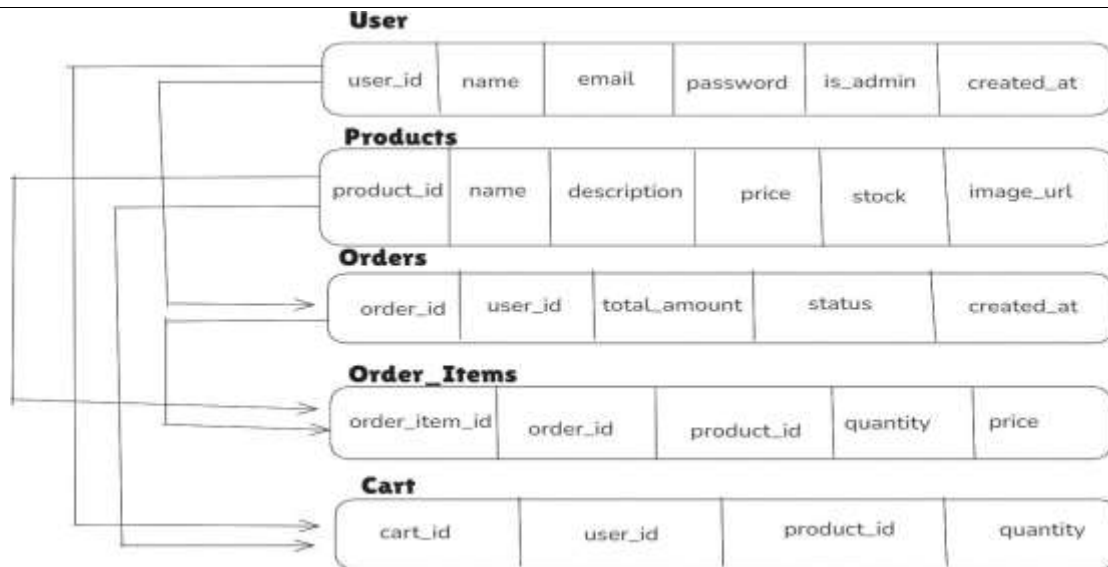 User
user_id name email password is_admin created_at
Products
product_id name description price stock image_url
Orders
order_id user_id total_amount status created_at
Order_Items
order_item_id order_id product_id quantity price
Cart
cart_id user_id product_id quantity